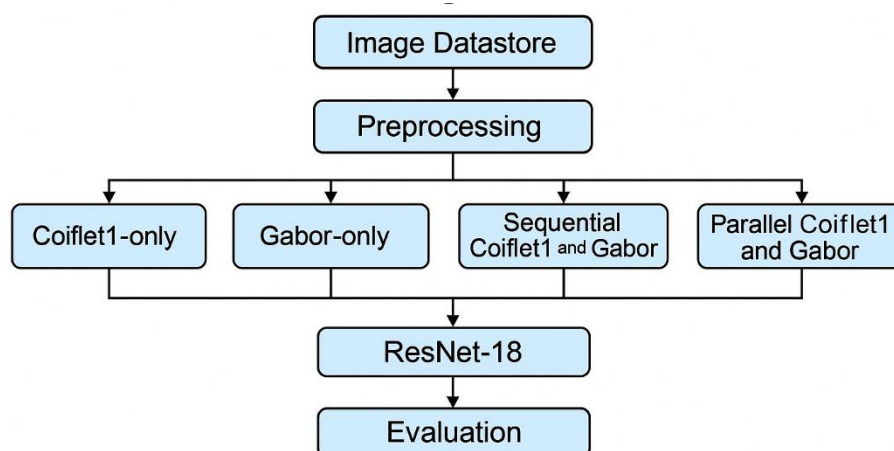 Image Datastore
Preprocessing
Coiflet1-only
Gabor-only
Sequential
Coiflet1 and Gabor
Parallel Coiflet1
and Gabor
ResNet-18
Evaluation